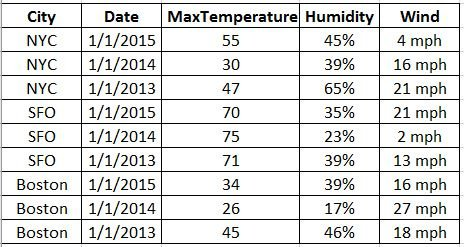 City Date MaxTemperature Humidity Wind
NYC 1/1/2015 55 45% 4 mph
NYC 1/1/2014 30 39% 16 mph
NYC 1/1/2013 47 65% 21 mph
SFO 1/1/2015 70 35% 21 mph
SFO 1/1/2014 75 23% 2 mph
SFO 1/1/2013 71 39% 13 mph
Boston 1/1/2015 34 39% 16 mph
Boston 1/1/2014 26 17% 27 mph
Boston 1/1/2013 45 46% 18 mph